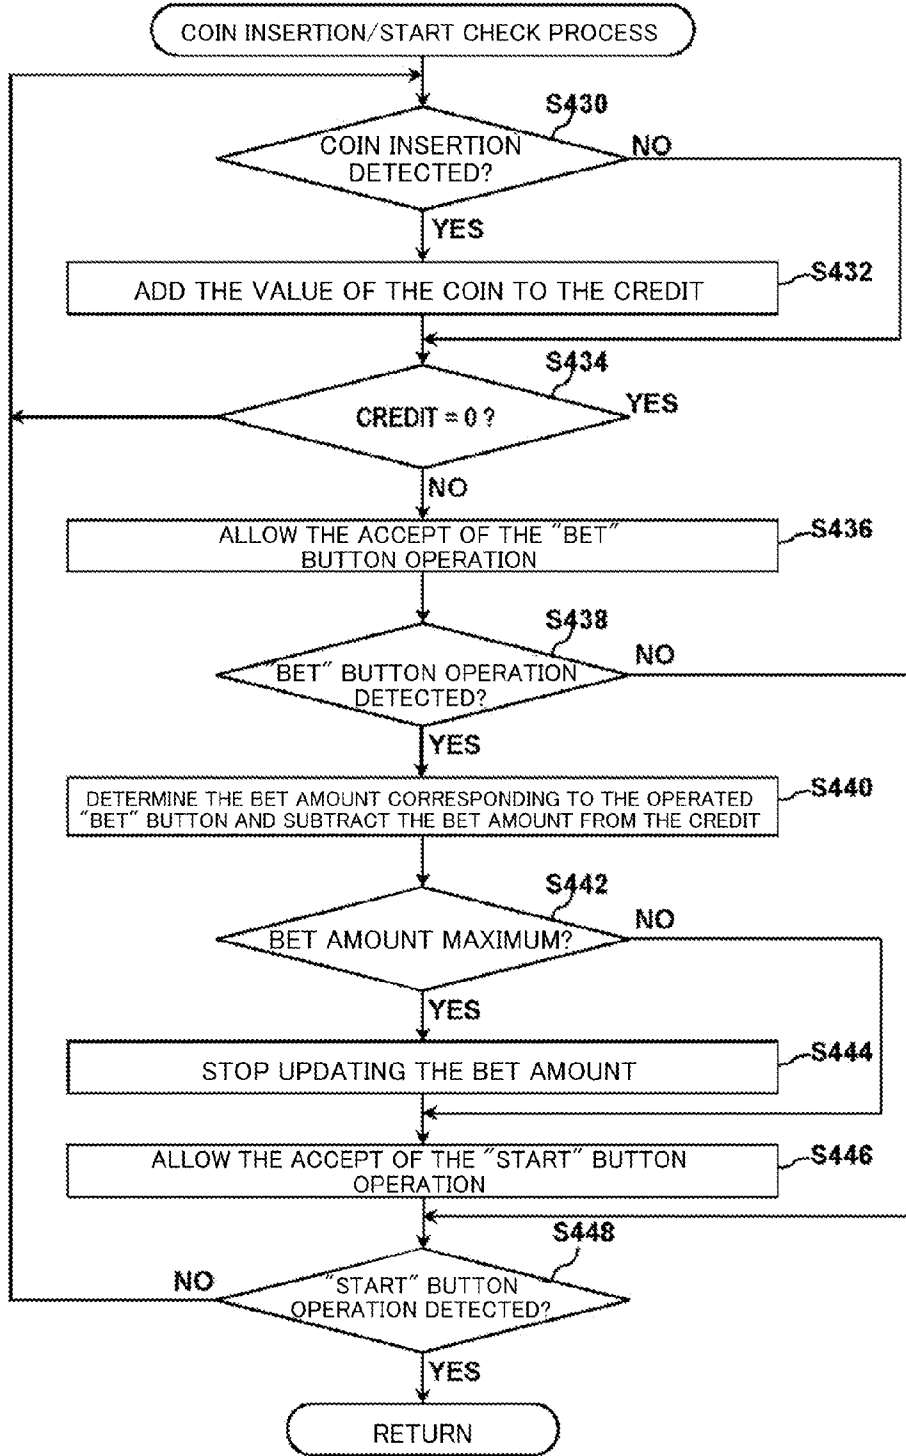 COIN INSERTION/START CHECK PROCESS
S430
COIN INSERTION
DETECTED?
NO
YES
ADD THE VALUE OF THE COIN TO THE CREDIT
S432
S434
CREDIT = 0 ?
YES
NO
ALLOW THE ACCEPT OF THE "BET"
BUTTON OPERATION
S436
S438
"BET" BUTTON OPERATION
DETECTED?
NO
YES
DETERMINE THE BET AMOUNT CORRESPONDING TO THE OPERATED
"BET" BUTTON AND SUBTRACT THE BET AMOUNT FROM THE CREDIT
S440
S442
BET AMOUNT MAXIMUM?
NO
YES
STOP UPDATING THE BET AMOUNT
S444
ALLOW THE ACCEPT OF THE "START" BUTTON
OPERATION
S446
S448
NO
"START" BUTTON
OPERATION DETECTED?
YES
RETURN